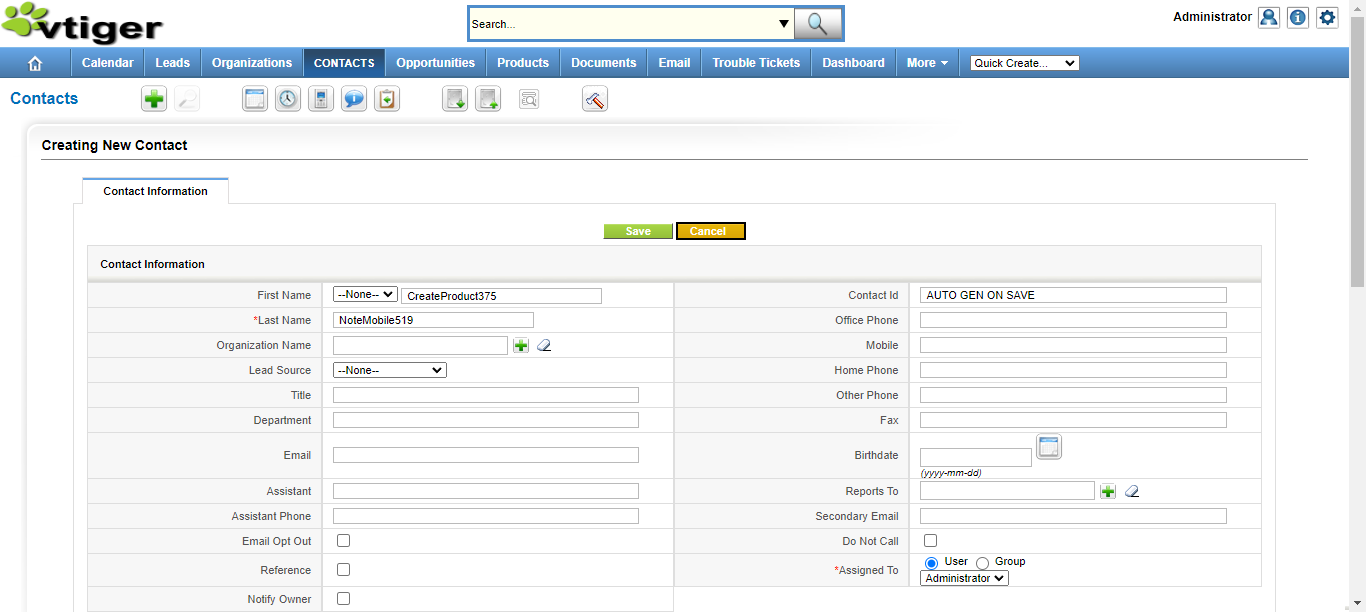 vtiger
Search...
Administrator
Calendar Leads Organizations CONTACTS Opportunities Products Documents Email Trouble Tickets Dashboard More Quick Create...
Contacts
Creating New Contact
Contact Information
Save Cancel
Contact Information
First Name --None-- CreateProduct375 Contact Id AUTO GEN ON SAVE
*Last Name NoteMobile519 Office Phone
Organization Name Mobile
Lead Source --None-- Home Phone
Title Other Phone
Department Fax
Email Birthdate
(yyyy-mm-dd)
Assistant Reports To
Assistant Phone Secondary Email
Email Opt Out Do Not Call
Reference *Assigned To User Group
Administrator
Notify Owner